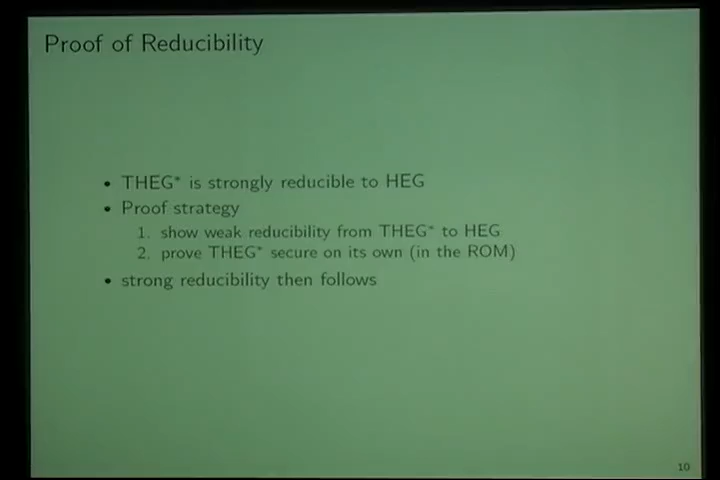 Proof of Reducibility
• THEG* is strongly reducible to HEG
• Proof strategy
1. show weak reducibility from THEG* to HEG
2. prove THEG* secure on its own (in the ROM)
• strong reducibility then follows
10